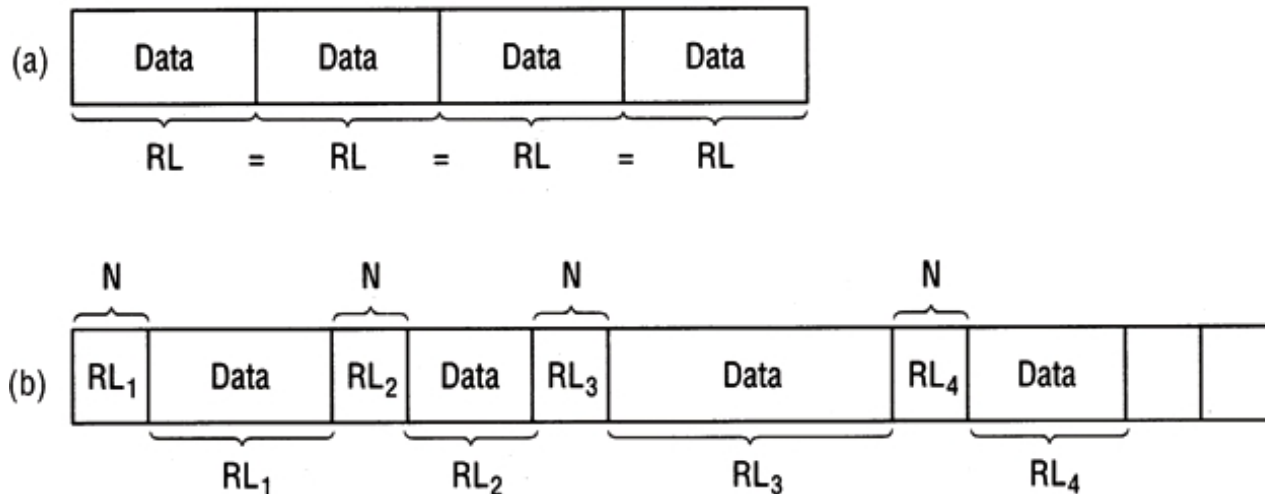 (a) Data Data Data Data
RL = RL = RL = RL
N N N N
(b) RL₁ Data RL₂ Data RL₃ Data RL₄ Data
RL₁ RL₂ RL₃ RL₄